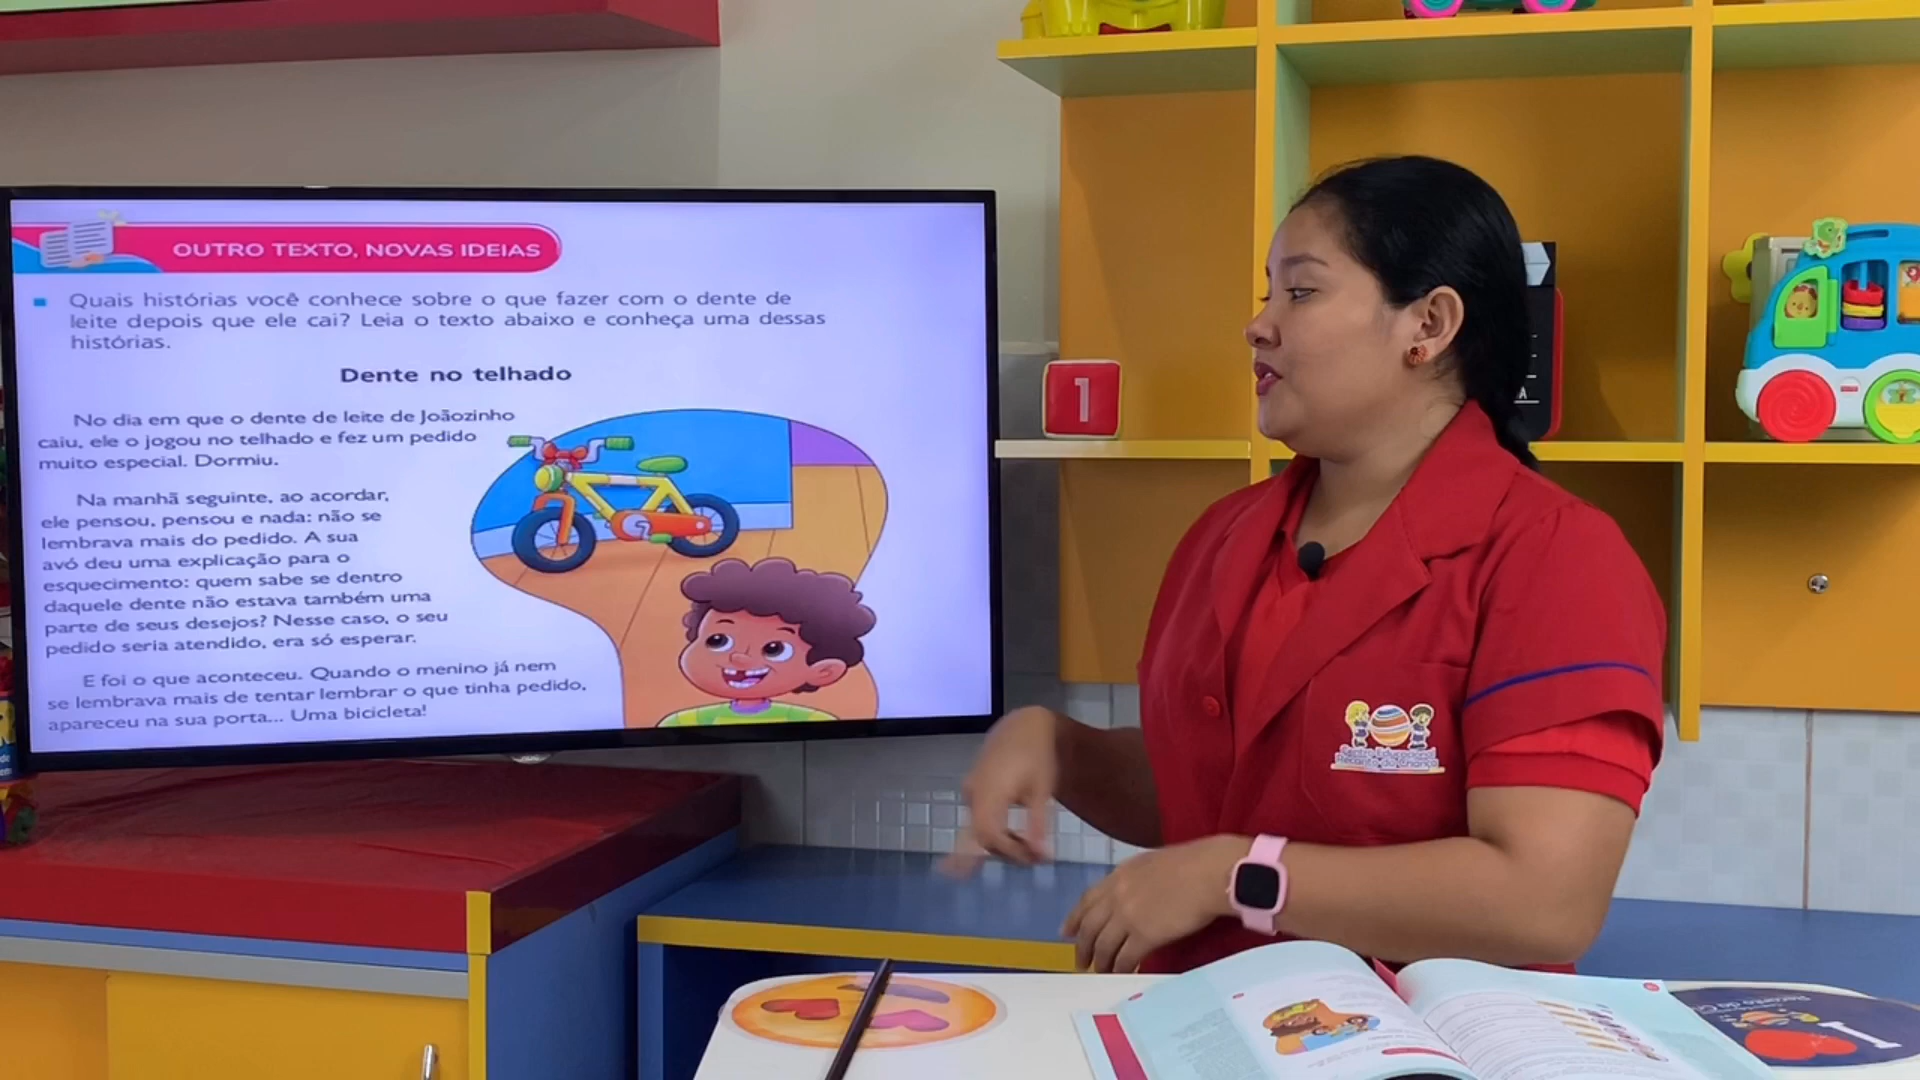 OUTRO TEXTO, NOVAS IDEIAS
Quais histórias você conhece sobre o que fazer com o dente de
leite depois que ele cai? Leia o texto abaixo e conheça uma dessas
histórias.
Dente no telhado
No dia em que o dente de leite de Joãozinho
caiu, ele o jogou no telhado e fez um pedido
muito especial. Dormiu.
Na manhã seguinte, ao acordar,
ele pensou, pensou e nada: não se
lembrava mais do pedido. A sua
avó deu uma explicação para o
esquecimento: quem sabe se dentro
daquele dente não estava também uma
parte de seus desejos? Nesse caso, o seu
pedido seria atendido, era só esperar.
E foi o que aconteceu. Quando o menino já nem
se lembrava mais de tentar lembrar o que tinha pedido,
apareceu na sua porta... Uma bicicleta!
1
A
Centro Educacional
Recanto da Criança